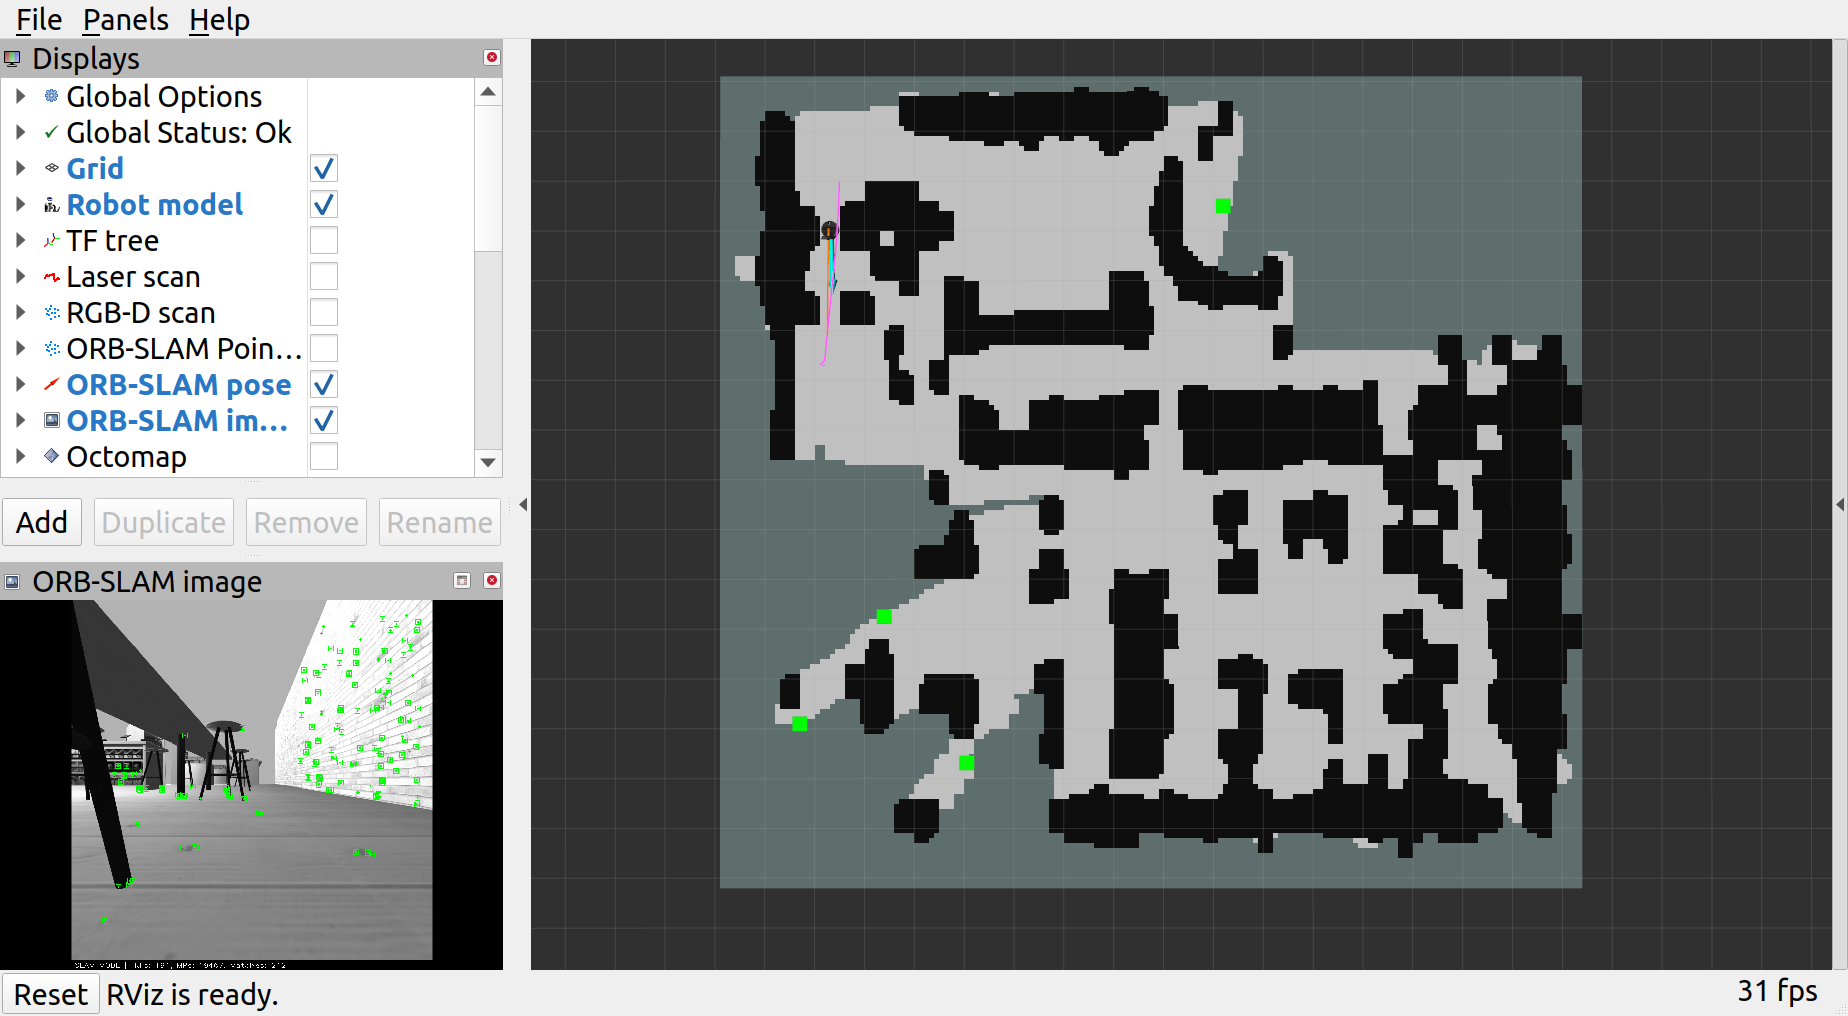 File Panels Help
Displays
Global Options
Global Status: Ok
Grid
Robot model
TF tree
Laser scan
RGB-D scan
ORB-SLAM Poin...
ORB-SLAM pose
ORB-SLAM im...
Octomap
Add Duplicate Remove Rename
ORB-SLAM image
SLAM MODE |
Reset RViz is ready.
31 fps